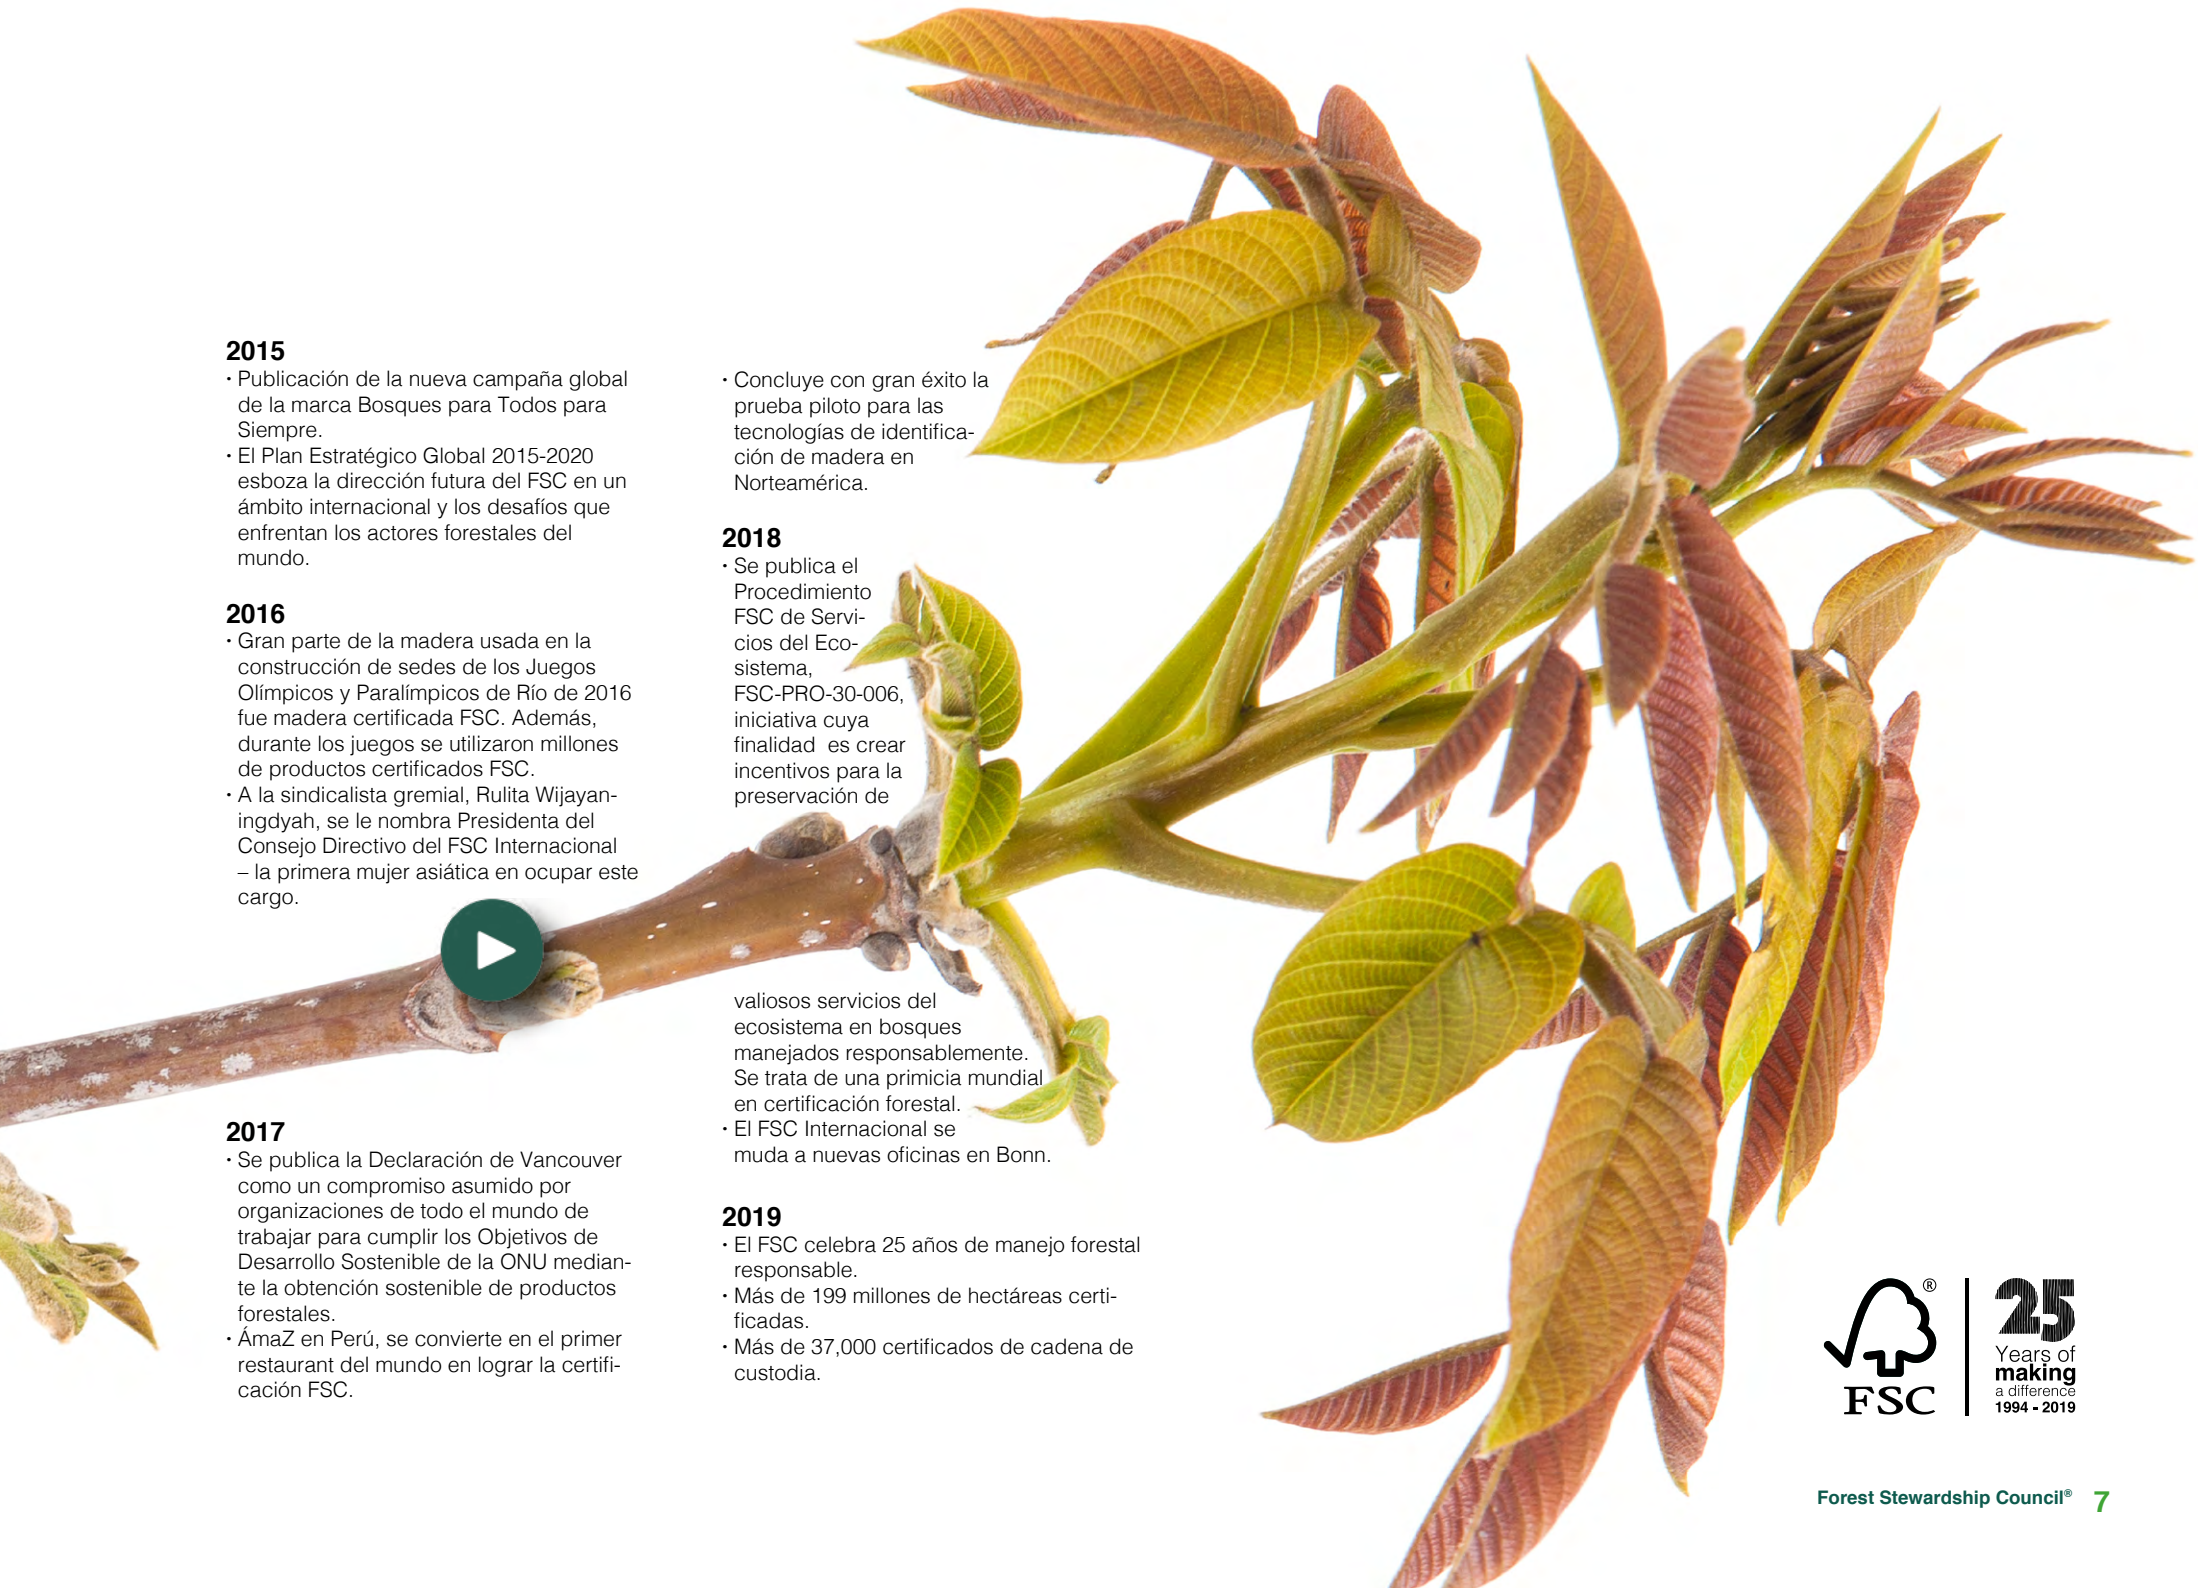 2015
· Publicación de la nueva campaña global
de la marca Bosques para Todos para
Siempre.
· El Plan Estratégico Global 2015-2020
esboza la dirección futura del FSC en un
ámbito internacional y los desafíos que
enfrentan los actores forestales del
mundo.
2016
· Gran parte de la madera usada en la
construcción de sedes de los Juegos
Olímpicos y Paralímpicos de Río de 2016
fue madera certificada FSC. Además,
durante los juegos se utilizaron millones
de productos certificados FSC.
· A la sindicalista gremial, Rulita Wijayan-
ingdyah, se le nombra Presidenta del
Consejo Directivo del FSC Internacional
– la primera mujer asiática en ocupar este
cargo.
2017
· Se publica la Declaración de Vancouver
como un compromiso asumido por
organizaciones de todo el mundo de
trabajar para cumplir los Objetivos de
Desarrollo Sostenible de la ONU median-
te la obtención sostenible de productos
forestales.
· ÁmaZ en Perú, se convierte en el primer
restaurant del mundo en lograr la certifi-
cación FSC.
· Concluye con gran éxito la
prueba piloto para las
tecnologías de identifica-
ción de madera en
Norteamérica.
2018
· Se publica el
Procedimiento
FSC de Servi-
cios del Eco-
sistema,
FSC-PRO-30-006,
iniciativa cuya
finalidad es crear
incentivos para la
preservación de
valiosos servicios del
ecosistema en bosques
manejados responsablemente.
Se trata de una primicia mundial
en certificación forestal.
· El FSC Internacional se
muda a nuevas oficinas en Bonn.
2019
· El FSC celebra 25 años de manejo forestal
responsable.
· Más de 199 millones de hectáreas certi-
ficadas.
· Más de 37,000 certificados de cadena de
custodia.
®
FSC
25
Years of
making
a difference
1994 - 2019
Forest Stewardship Council® 7